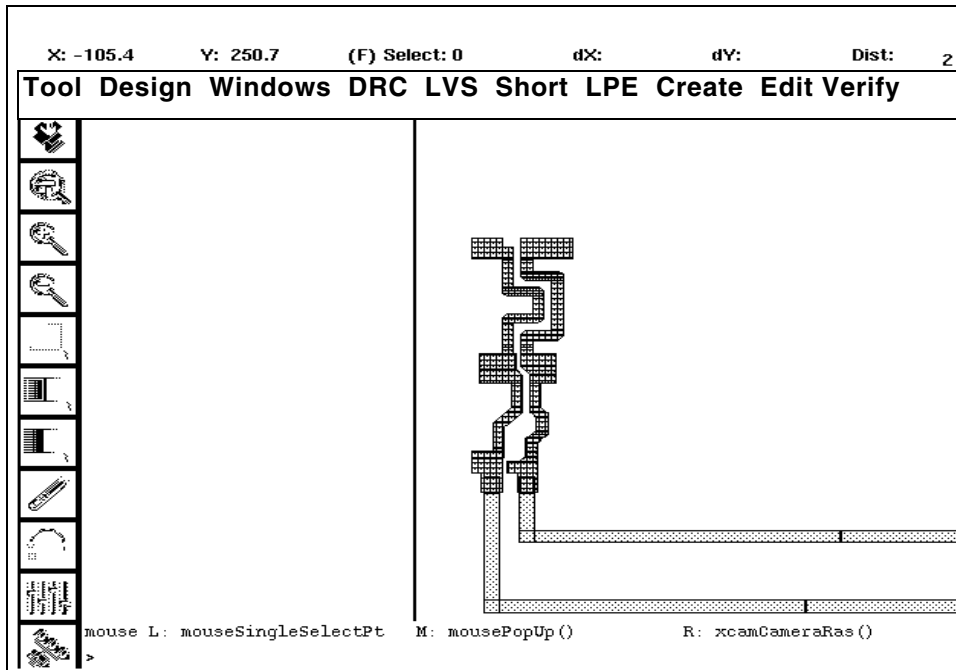 X: -105.4 Y: 250.7 (F) Select: 0 dX: dY: Dist: 2
Tool Design Windows DRC LVS Short LPE Create Edit Verify
mouse L: mouseSingleSelectPt M: mousePopUp() R: xcamCameraRas()
>